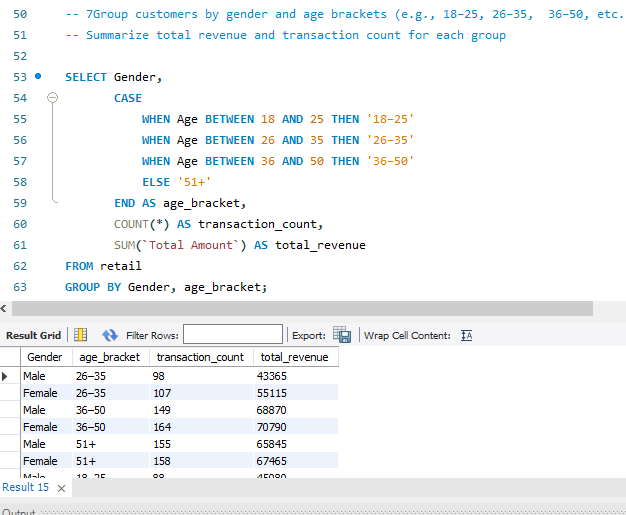 50 -- 7Group customers by gender and age brackets (e.g., 18–25, 26–35,  36–50, etc.
51 -- Summarize total revenue and transaction count for each group
52
53 SELECT Gender,
54 CASE
55 WHEN Age BETWEEN 18 AND 25 THEN '18–25'
56 WHEN Age BETWEEN 26 AND 35 THEN '26–35'
57 WHEN Age BETWEEN 36 AND 50 THEN '36–50'
58 ELSE '51+'
59 END AS age_bracket,
60 COUNT(*) AS transaction_count,
61 SUM(`Total Amount`) AS total_revenue
62 FROM retail
63 GROUP BY Gender, age_bracket;
Result Grid Filter Rows: Export: Wrap Cell Content:
Gender age_bracket transaction_count total_revenue
Male 26–35 98 43365
Female 26–35 107 55115
Male 36–50 149 68870
Female 36–50 164 70790
Male 51+ 155 65845
Female 51+ 158 67465
Male 18–25
Result 15 ×
Output